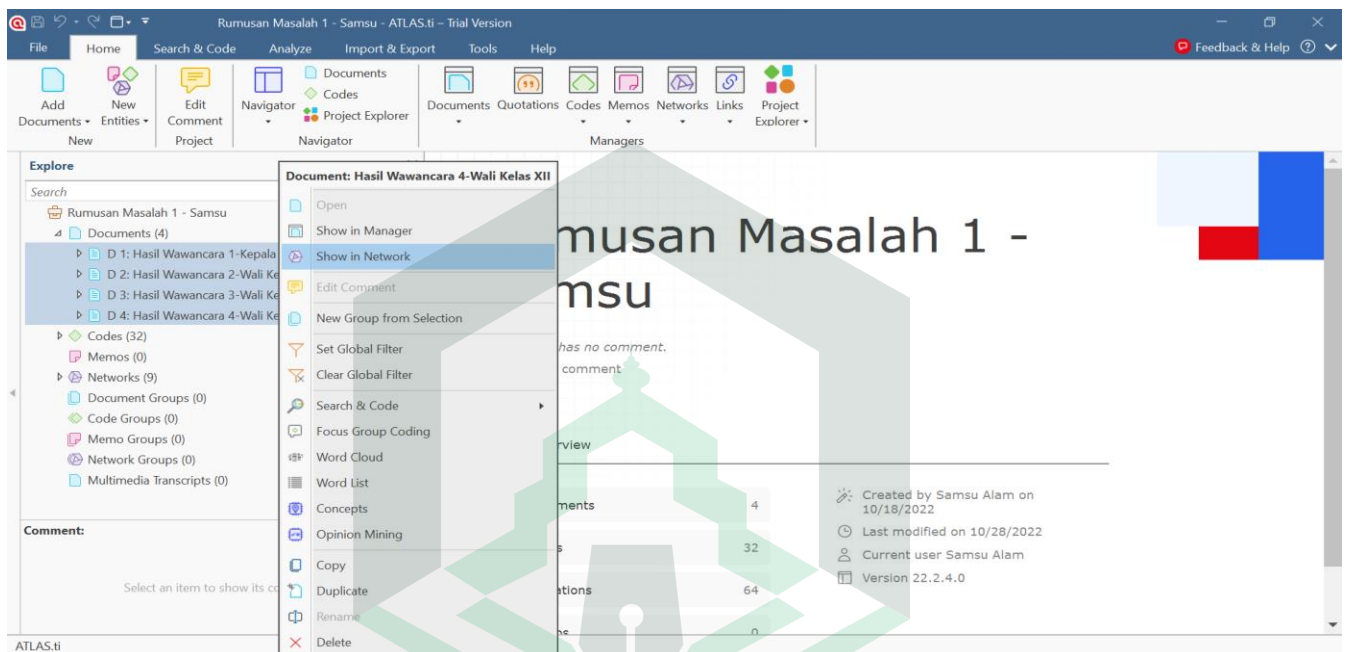 Rumusan Masalah 1 - Samsu - ATLAS.ti – Trial Version
File Home Search & Code Analyze Import & Export Tools Help Feedback & Help
Add Documents
New Entities
New
Edit Comment
Project
Navigator
Documents
Codes
Project Explorer
Navigator
Documents Quotations Codes Memos Networks Links Project Explorer
Managers
Explore
Search
Rumusan Masalah 1 - Samsu
Documents (4)
D 1: Hasil Wawancara 1-Kepala
D 2: Hasil Wawancara 2-Wali Ke
D 3: Hasil Wawancara 3-Wali Ke
D 4: Hasil Wawancara 4-Wali Ke
Codes (32)
Memos (0)
Networks (9)
Document Groups (0)
Code Groups (0)
Memo Groups (0)
Network Groups (0)
Multimedia Transcripts (0)
Comment:
Select an item to show its co
ATLAS.ti
Document: Hasil Wawancara 4-Wali Kelas XII
Open
Show in Manager
Show in Network
Edit Comment
New Group from Selection
Set Global Filter
Clear Global Filter
Search & Code
Focus Group Coding
Word Cloud
Word List
Concepts
Opinion Mining
Copy
Duplicate
Rename
Delete
musan Masalah 1 -
msu
has no comment.
comment
rview
ments 4
s 32
ations 64
os 0
Created by Samsu Alam on
10/18/2022
Last modified on 10/28/2022
Current user Samsu Alam
Version 22.2.4.0